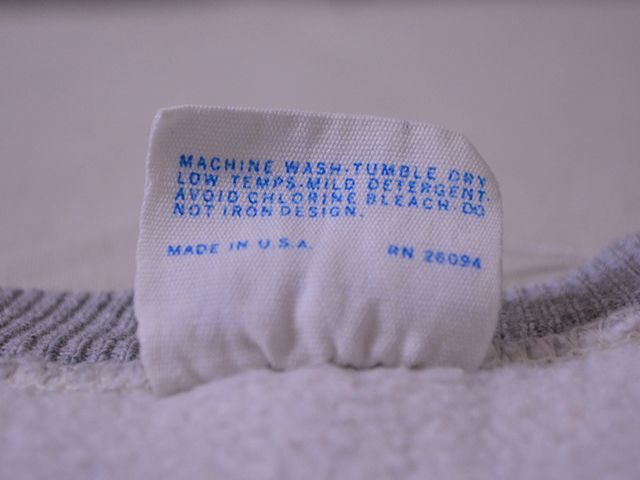 MACHINE WASH-TUMBLE DRY
LOW TEMPS-MILD DETERGENT-
AVOID CHLORINE BLEACH-DO
NOT IRON DESIGN.
MADE IN U.S.A. RN 26094